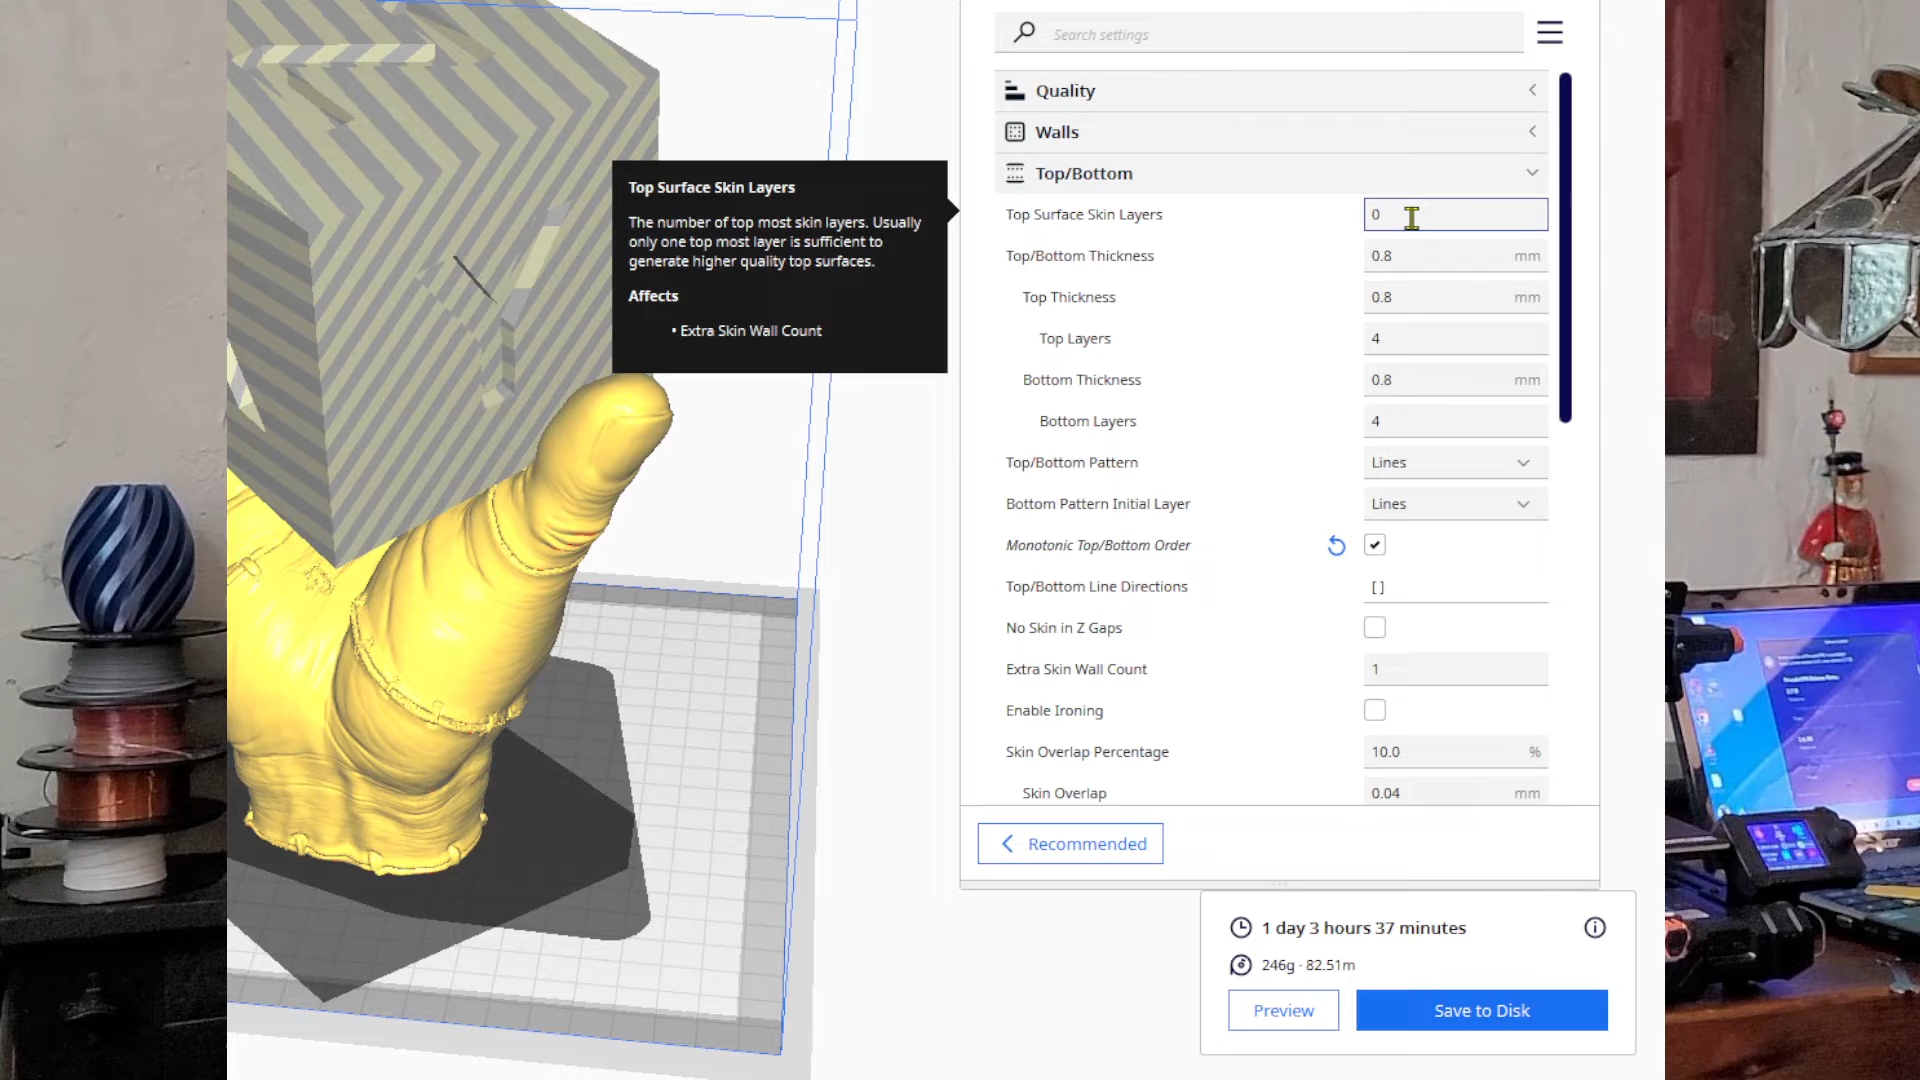 Search settings
Quality
Walls
Top/Bottom
Top Surface Skin Layers
The number of top most skin layers. Usually
only one top most layer is sufficient to
generate higher quality top surfaces.
Affects
• Extra Skin Wall Count
Top Surface Skin Layers 0
Top/Bottom Thickness 0.8 mm
Top Thickness 0.8 mm
Top Layers 4
Bottom Thickness 0.8 mm
Bottom Layers 4
Top/Bottom Pattern Lines
Bottom Pattern Initial Layer Lines
Monotonic Top/Bottom Order
Top/Bottom Line Directions [ ]
No Skin in Z Gaps
Extra Skin Wall Count 1
Enable Ironing
Skin Overlap Percentage 10.0 %
Skin Overlap 0.04 mm
Recommended
1 day 3 hours 37 minutes
246g · 82.51m
Preview
Save to Disk